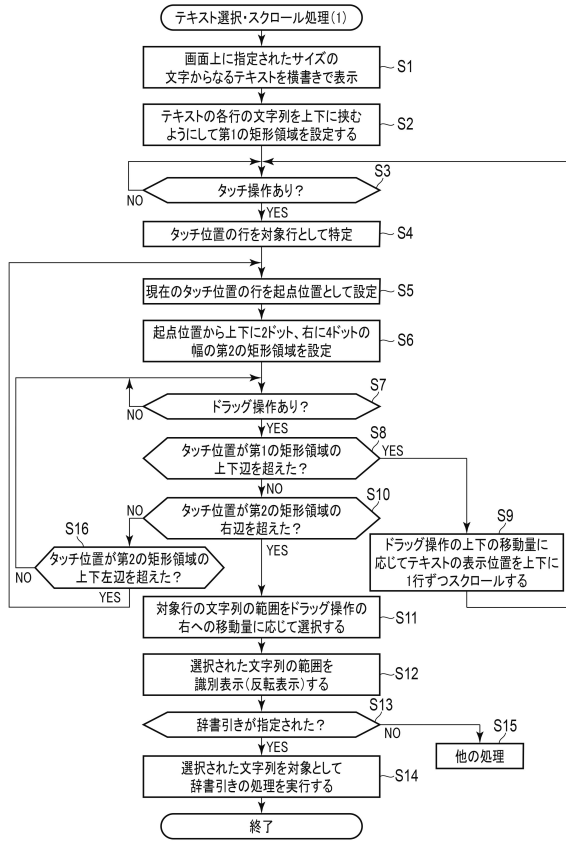 テキスト選択・スクロール処理(1)
画面上に指定されたサイズの
文字からなるテキストを横書きで表示
S1
テキストの各行の文字列を上下に挟む
ようにして第1の矩形領域を設定する
S2
S3
タッチ操作あり?
NO
YES
タッチ位置の行を対象行として特定
S4
現在のタッチ位置の行を起点位置として設定
S5
起点位置から上下に2ドット、右に4ドットの
幅の第2の矩形領域を設定
S6
S7
ドラッグ操作あり?
NO
YES
S8
タッチ位置が第1の矩形領域の
上下辺を超えた?
YES
NO
S10
タッチ位置が第2の矩形領域の
右辺を超えた?
NO
YES
S9
ドラッグ操作の上下の移動量に
応じてテキストの表示位置を上下に
1行ずつスクロールする
S16
タッチ位置が第2の矩形領域の
上下左辺を超えた?
NO
YES
対象行の文字列の範囲をドラッグ操作の
右への移動量に応じて選択する
S11
選択された文字列の範囲を
識別表示(反転表示)する
S12
S13
辞書引きが指定された?
NO
YES
S15
他の処理
選択された文字列を対象として
辞書引きの処理を実行する
S14
終了